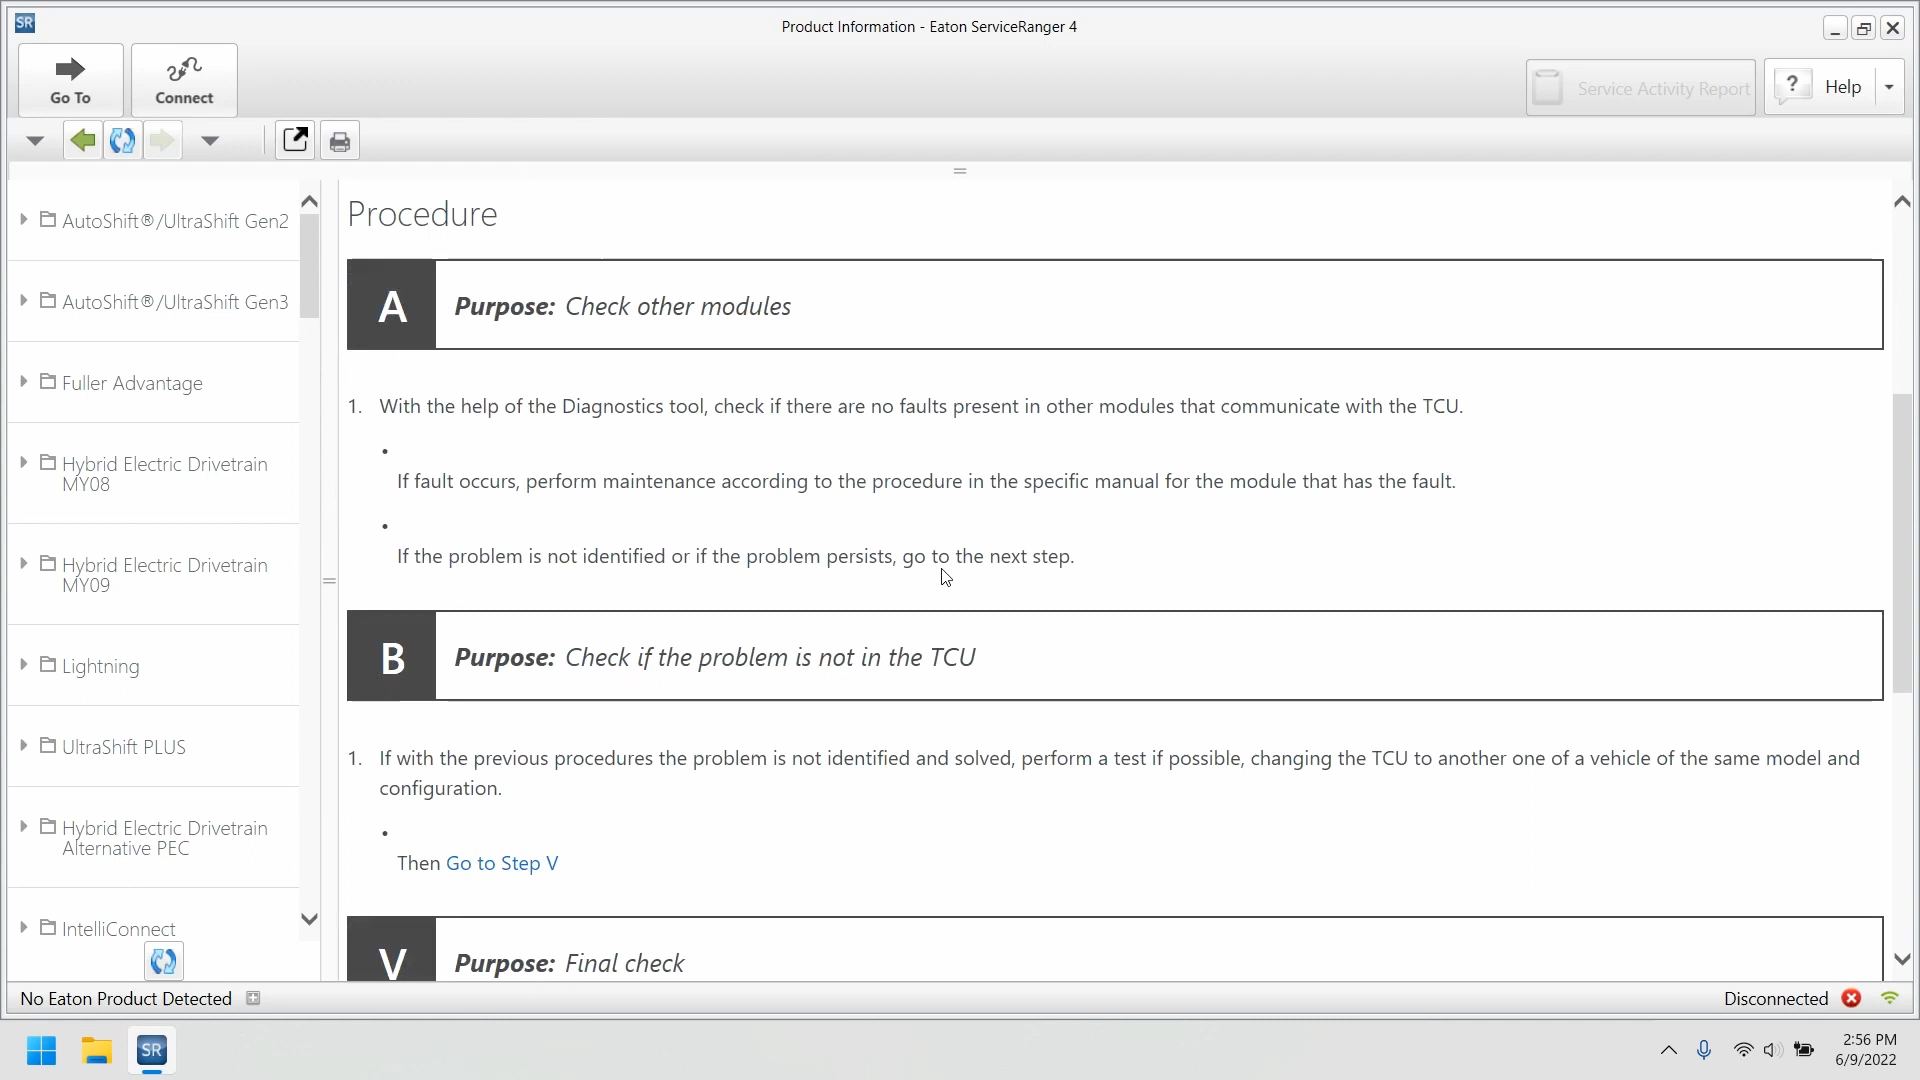 SR
Product Information - Eaton ServiceRanger 4
Go To
Connect
Service Activity Report
?
Help
AutoShift®/UltraShift Gen2
AutoShift®/UltraShift Gen3
Fuller Advantage
Hybrid Electric Drivetrain
MY08
Hybrid Electric Drivetrain
MY09
Lightning
UltraShift PLUS
Hybrid Electric Drivetrain
Alternative PEC
IntelliConnect
Procedure
A
Purpose: Check other modules
1. With the help of the Diagnostics tool, check if there are no faults present in other modules that communicate with the TCU.
•
If fault occurs, perform maintenance according to the procedure in the specific manual for the module that has the fault.
•
If the problem is not identified or if the problem persists, go to the next step.
B
Purpose: Check if the problem is not in the TCU
1. If with the previous procedures the problem is not identified and solved, perform a test if possible, changing the TCU to another one of a vehicle of the same model and
configuration.
•
Then Go to Step V
V
Purpose: Final check
No Eaton Product Detected
Disconnected
SR
2:56 PM
6/9/2022